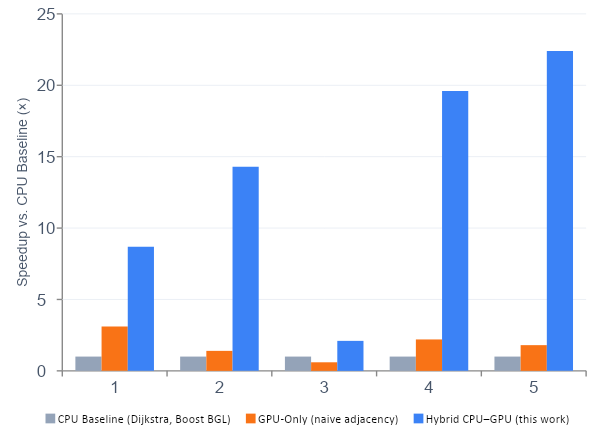 25
20
15
10
5
0
Speedup vs. CPU Baseline (×)
1 2 3 4 5
CPU Baseline (Dijkstra, Boost BGL) GPU-Only (naive adjacency) Hybrid CPU–GPU (this work)